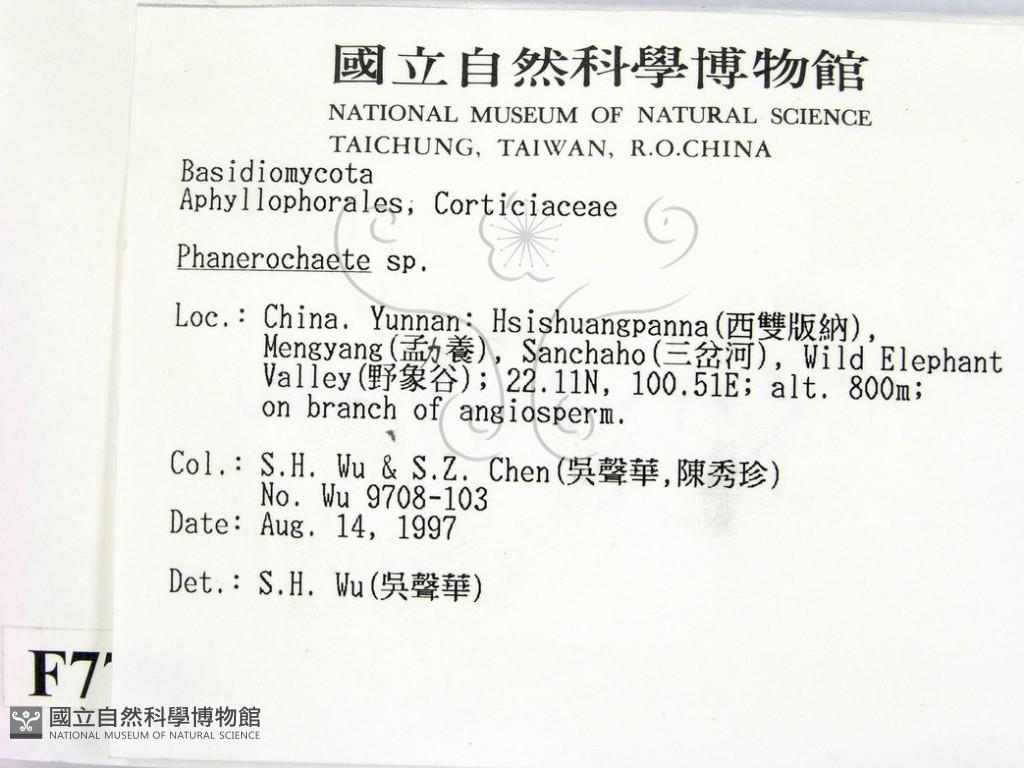 國立自然科學博物館
NATIONAL MUSEUM OF NATURAL SCIENCE
TAICHUNG, TAIWAN, R.O.CHINA
Basidiomycota
Aphyllophorales, Corticiaceae
Phanerochaete sp.
Loc.: China. Yunnan: Hsishuangpanna(西雙版納),
Mengyang(孟力養), Sanchaho(三岔河), Wild Elephant
Valley(野象谷); 22.11N, 100.51E; alt. 800m;
on branch of angiosperm.
Col.: S.H. Wu & S.Z. Chen(吳聲華,陳秀珍)
No. Wu 9708-103
Date: Aug. 14, 1997
Det.: S.H. Wu(吳聲華)
F77
國立自然科學博物館
NATIONAL MUSEUM OF NATURAL SCIENCE